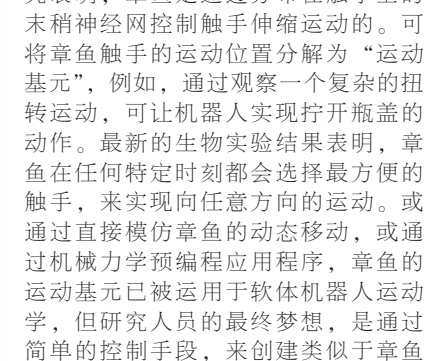 末稍神经网控制触手伸缩运动的。可
将章鱼触手的运动位置分解为“运动
基元”，例如，通过观察一个复杂的扭
转运动，可让机器人实现拧开瓶盖的
动作。最新的生物实验结果表明，章
鱼在任何特定时刻都会选择最方便的
触手，来实现向任意方向的运动。或
通过直接模仿章鱼的动态移动，或通
过机械力学预编程应用程序，章鱼的
运动基元已被运用于软体机器人运动
学，但研究人员的最终梦想，是通过
简单的控制手段，来创建类似于章鱼